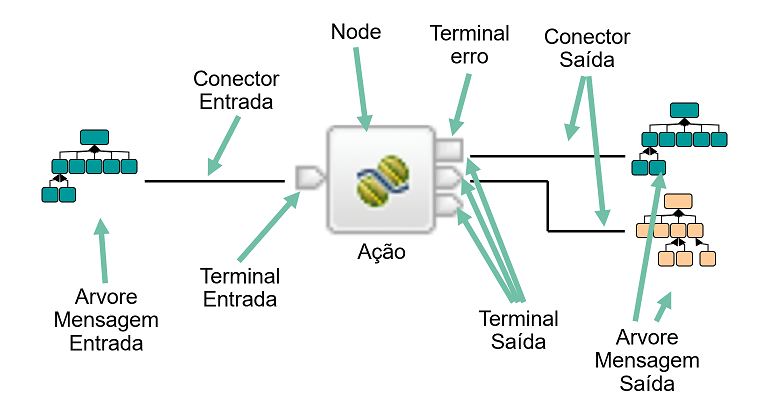 Node
Terminal
erro
Conector
Saída
Conector
Entrada
Ação
Terminal
Entrada
Arvore
Mensagem
Entrada
Terminal
Saída
Arvore
Mensagem
Saída